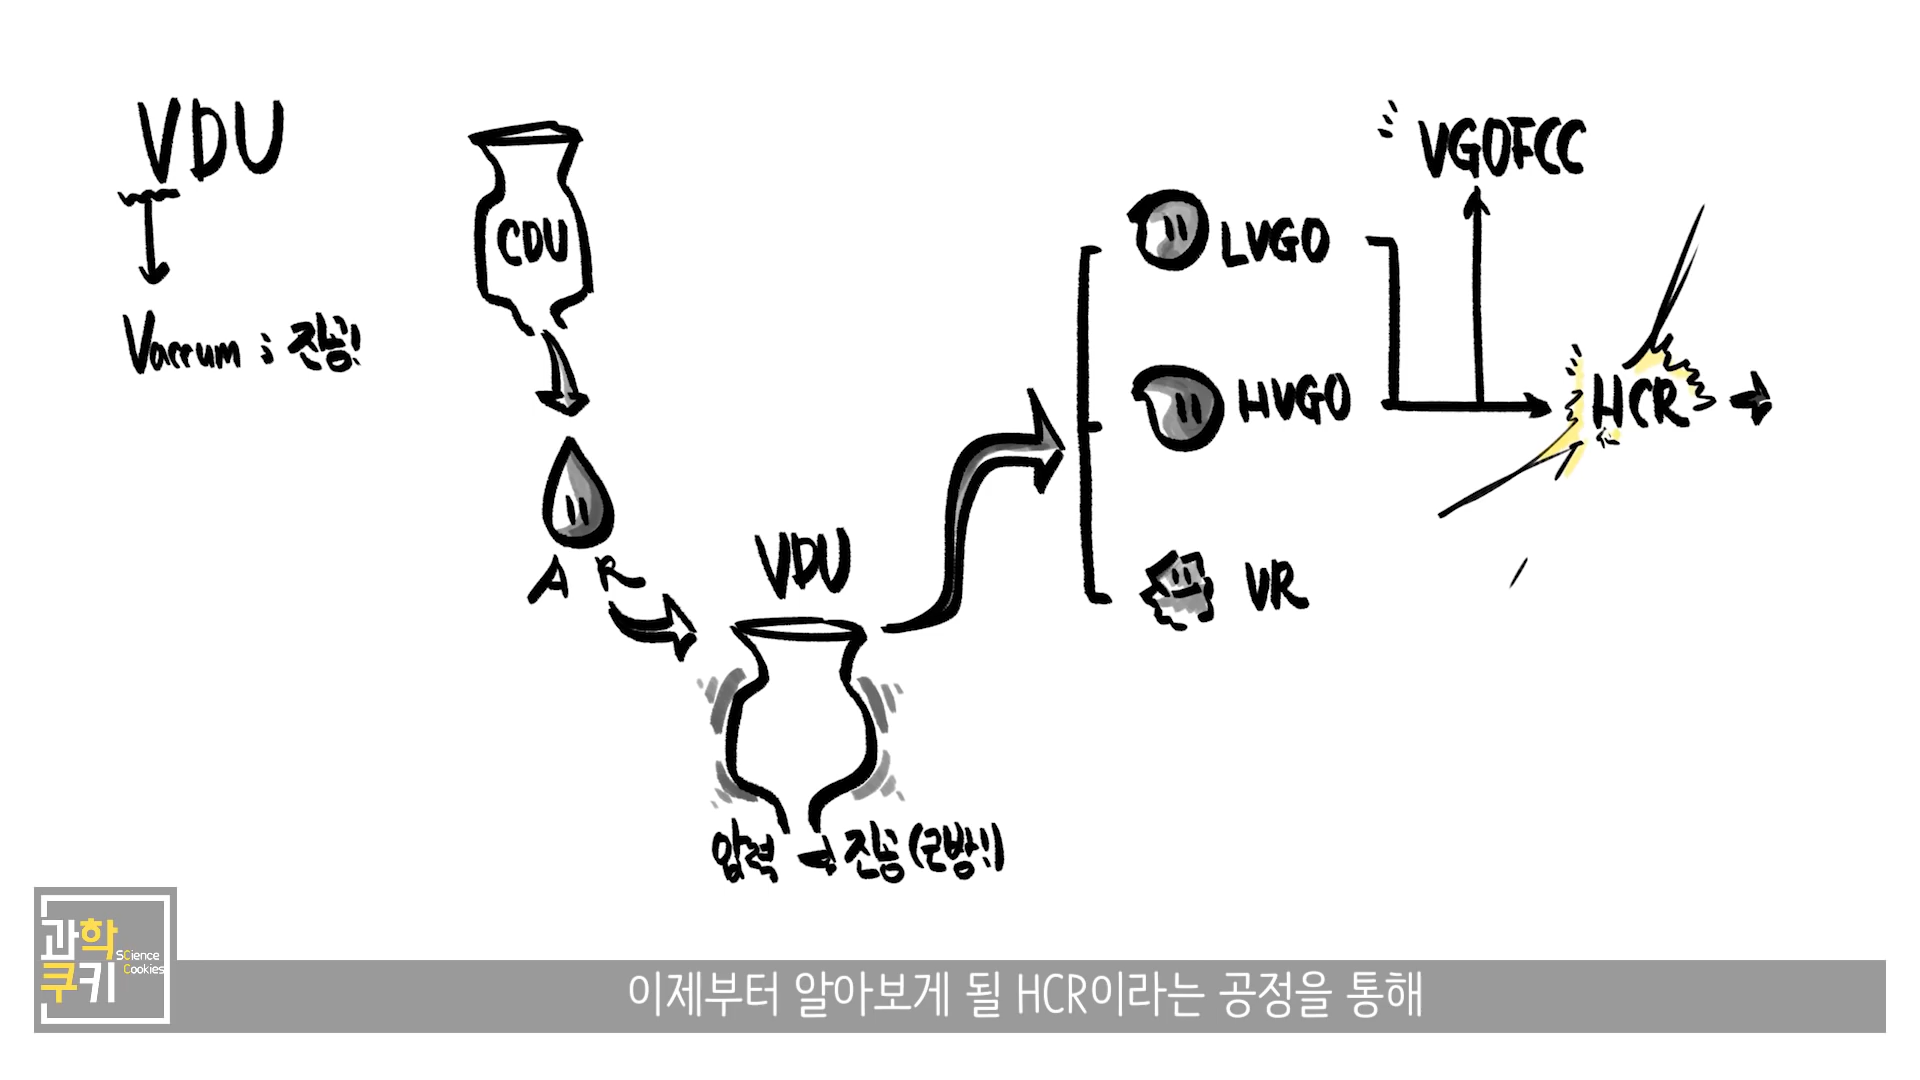 VDU
Vaccum : 진공!
CDU
A R
VDU
압력 → 진공 (근방!!)
LVGO
HVGO
VR
VGOFCC
HCR
과학쿠키
SCience
Cookies
이제부터 알아보게 될 HCR이라는 공정을 통해